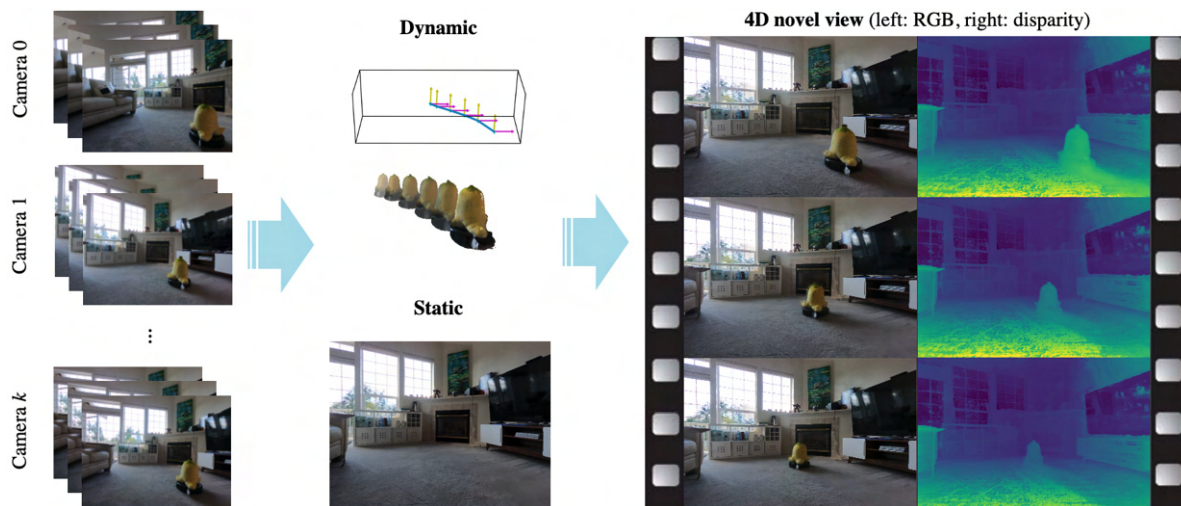 Camera 0
Camera 1
...
Camera k
Dynamic
Static
4D novel view (left: RGB, right: disparity)